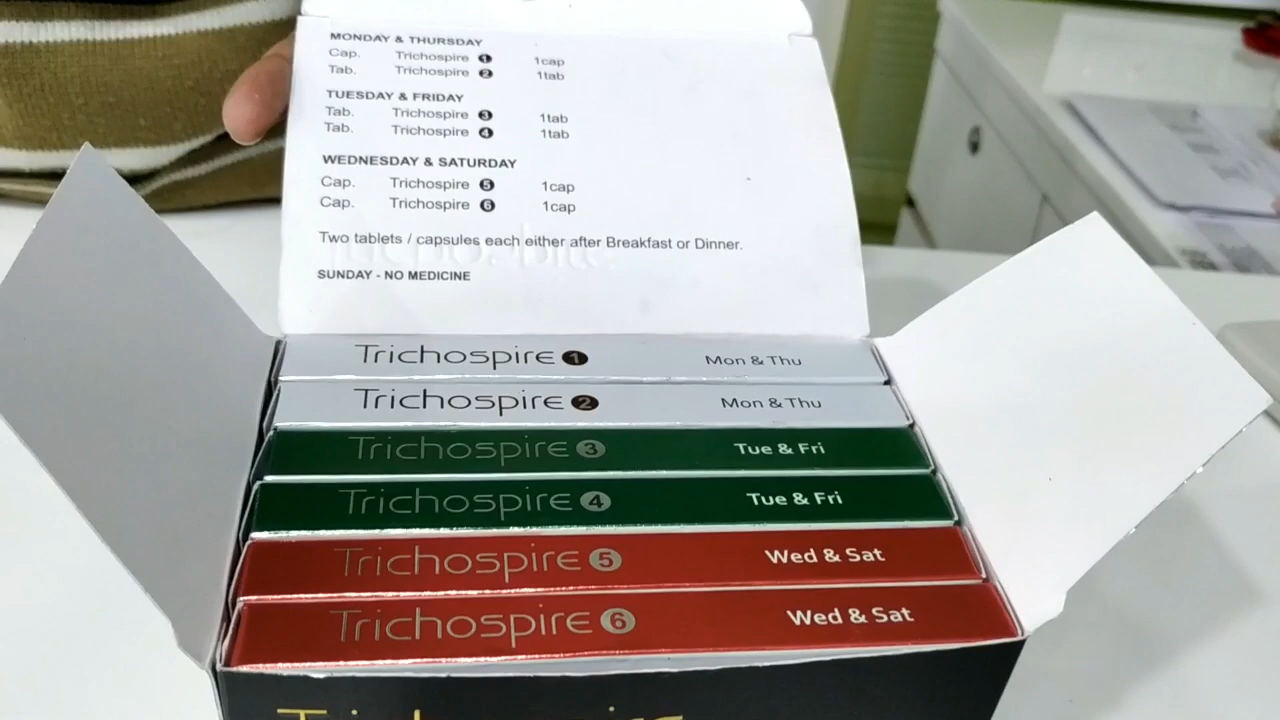 MONDAY & THURSDAY
Cap. Trichospire 1 1cap
Tab. Trichospire 2 1tab
TUESDAY & FRIDAY
Tab. Trichospire 3 1tab
Tab. Trichospire 4 1tab
WEDNESDAY & SATURDAY
Cap. Trichospire 5 1cap
Cap. Trichospire 6 1cap
Two tablets / capsules each either after Breakfast or Dinner.
SUNDAY - NO MEDICINE
Trichospire 1 Mon & Thu
Trichospire 2 Mon & Thu
Trichospire 3 Tue & Fri
Trichospire 4 Tue & Fri
Trichospire 5 Wed & Sat
Trichospire 6 Wed & Sat
Trichospire